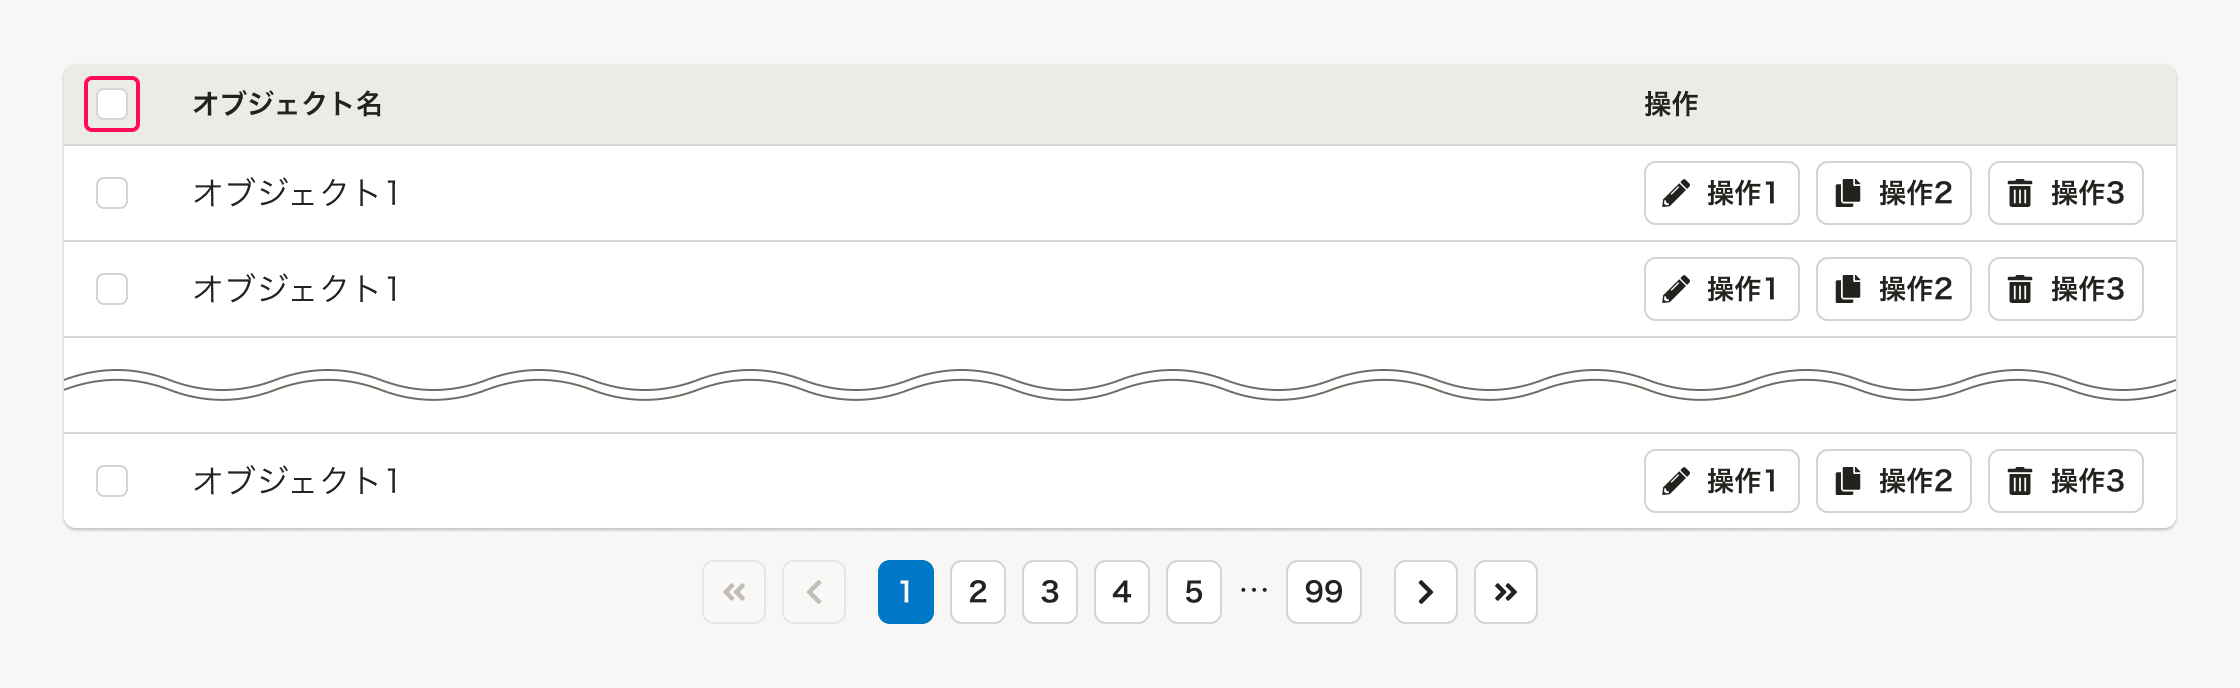 オブジェクト名 操作
オブジェクト1 操作1 操作2 操作3
オブジェクト1 操作1 操作2 操作3
オブジェクト1 操作1 操作2 操作3
« ‹ 1 2 3 4 5 … 99 › »